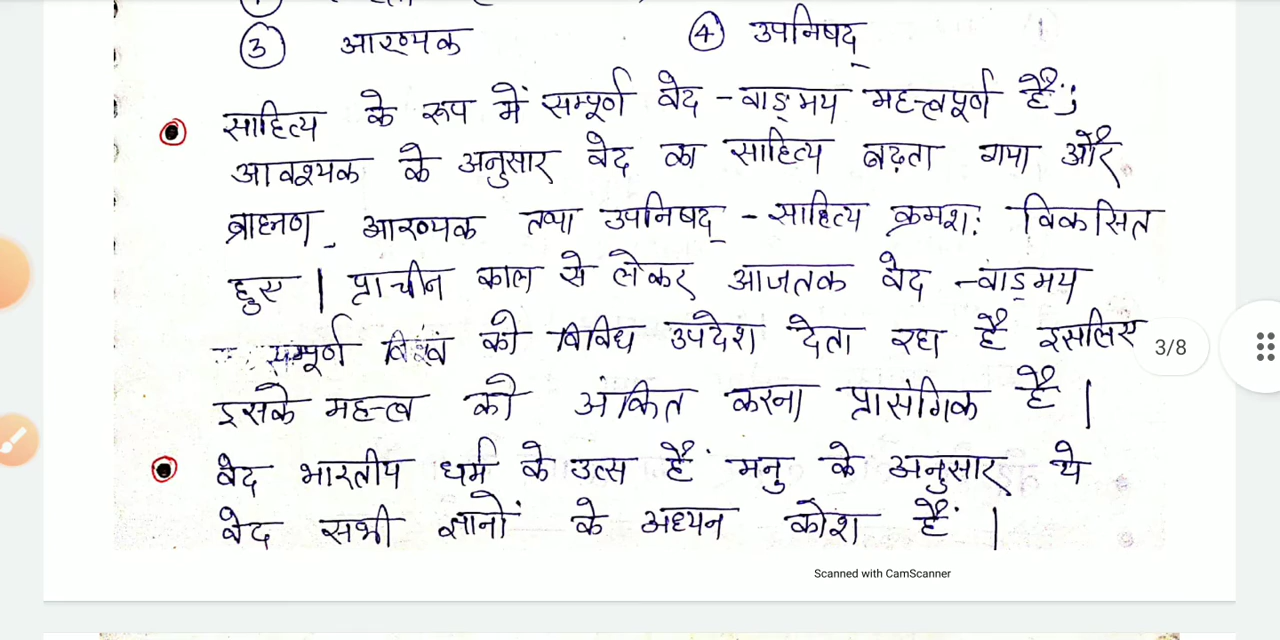 ③ आरण्यक ④ उपनिषद्
साहित्य के रूप में सम्पूर्ण वेद - वाङ्मय महत्त्वपूर्ण है ;
आवश्यक के अनुसार वेद का साहित्य बढ़ता गया और
ब्राह्मण, आरण्यक तथा उपनिषद् - साहित्य क्रमश: विकसित
हुए | प्राचीन काल से लेकर आजतक वेद - वाङ्मय
सम्पूर्ण विश्व को विविध उपदेश देता रहा है इसलिए
इसके महत्त्व को अंकित करना प्रासंगिक है |
वेद भारतीय धर्म के उत्स हैं मनु के अनुसार ये
वेद सभी ज्ञानों के अध्यन कोश हैं |
3/8
Scanned with CamScanner